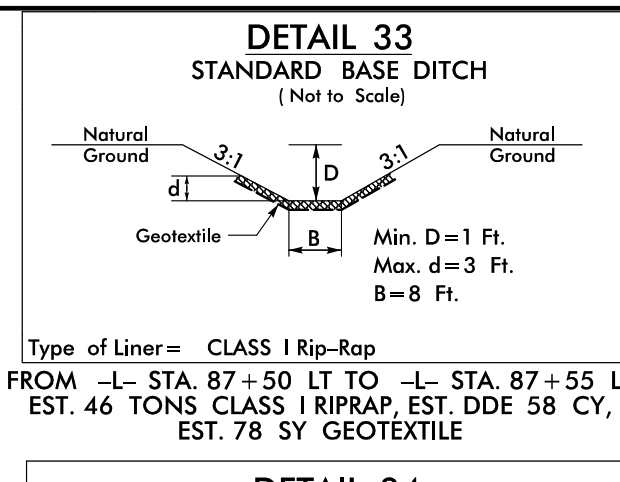 DETAIL 33
STANDARD BASE DITCH
( Not to Scale)
Natural
Ground
3:1
3:1
Natural
Ground
D
d
Geotextile
B
Min. D=1 Ft.
Max. d=3 Ft.
B=8 Ft.
Type of Liner= CLASS I Rip-Rap
FROM -L- STA. 87+50 LT TO -L- STA. 87+55 L
EST. 46 TONS CLASS I RIPRAP, EST. DDE 58 CY,
EST. 78 SY GEOTEXTILE
DETAIL